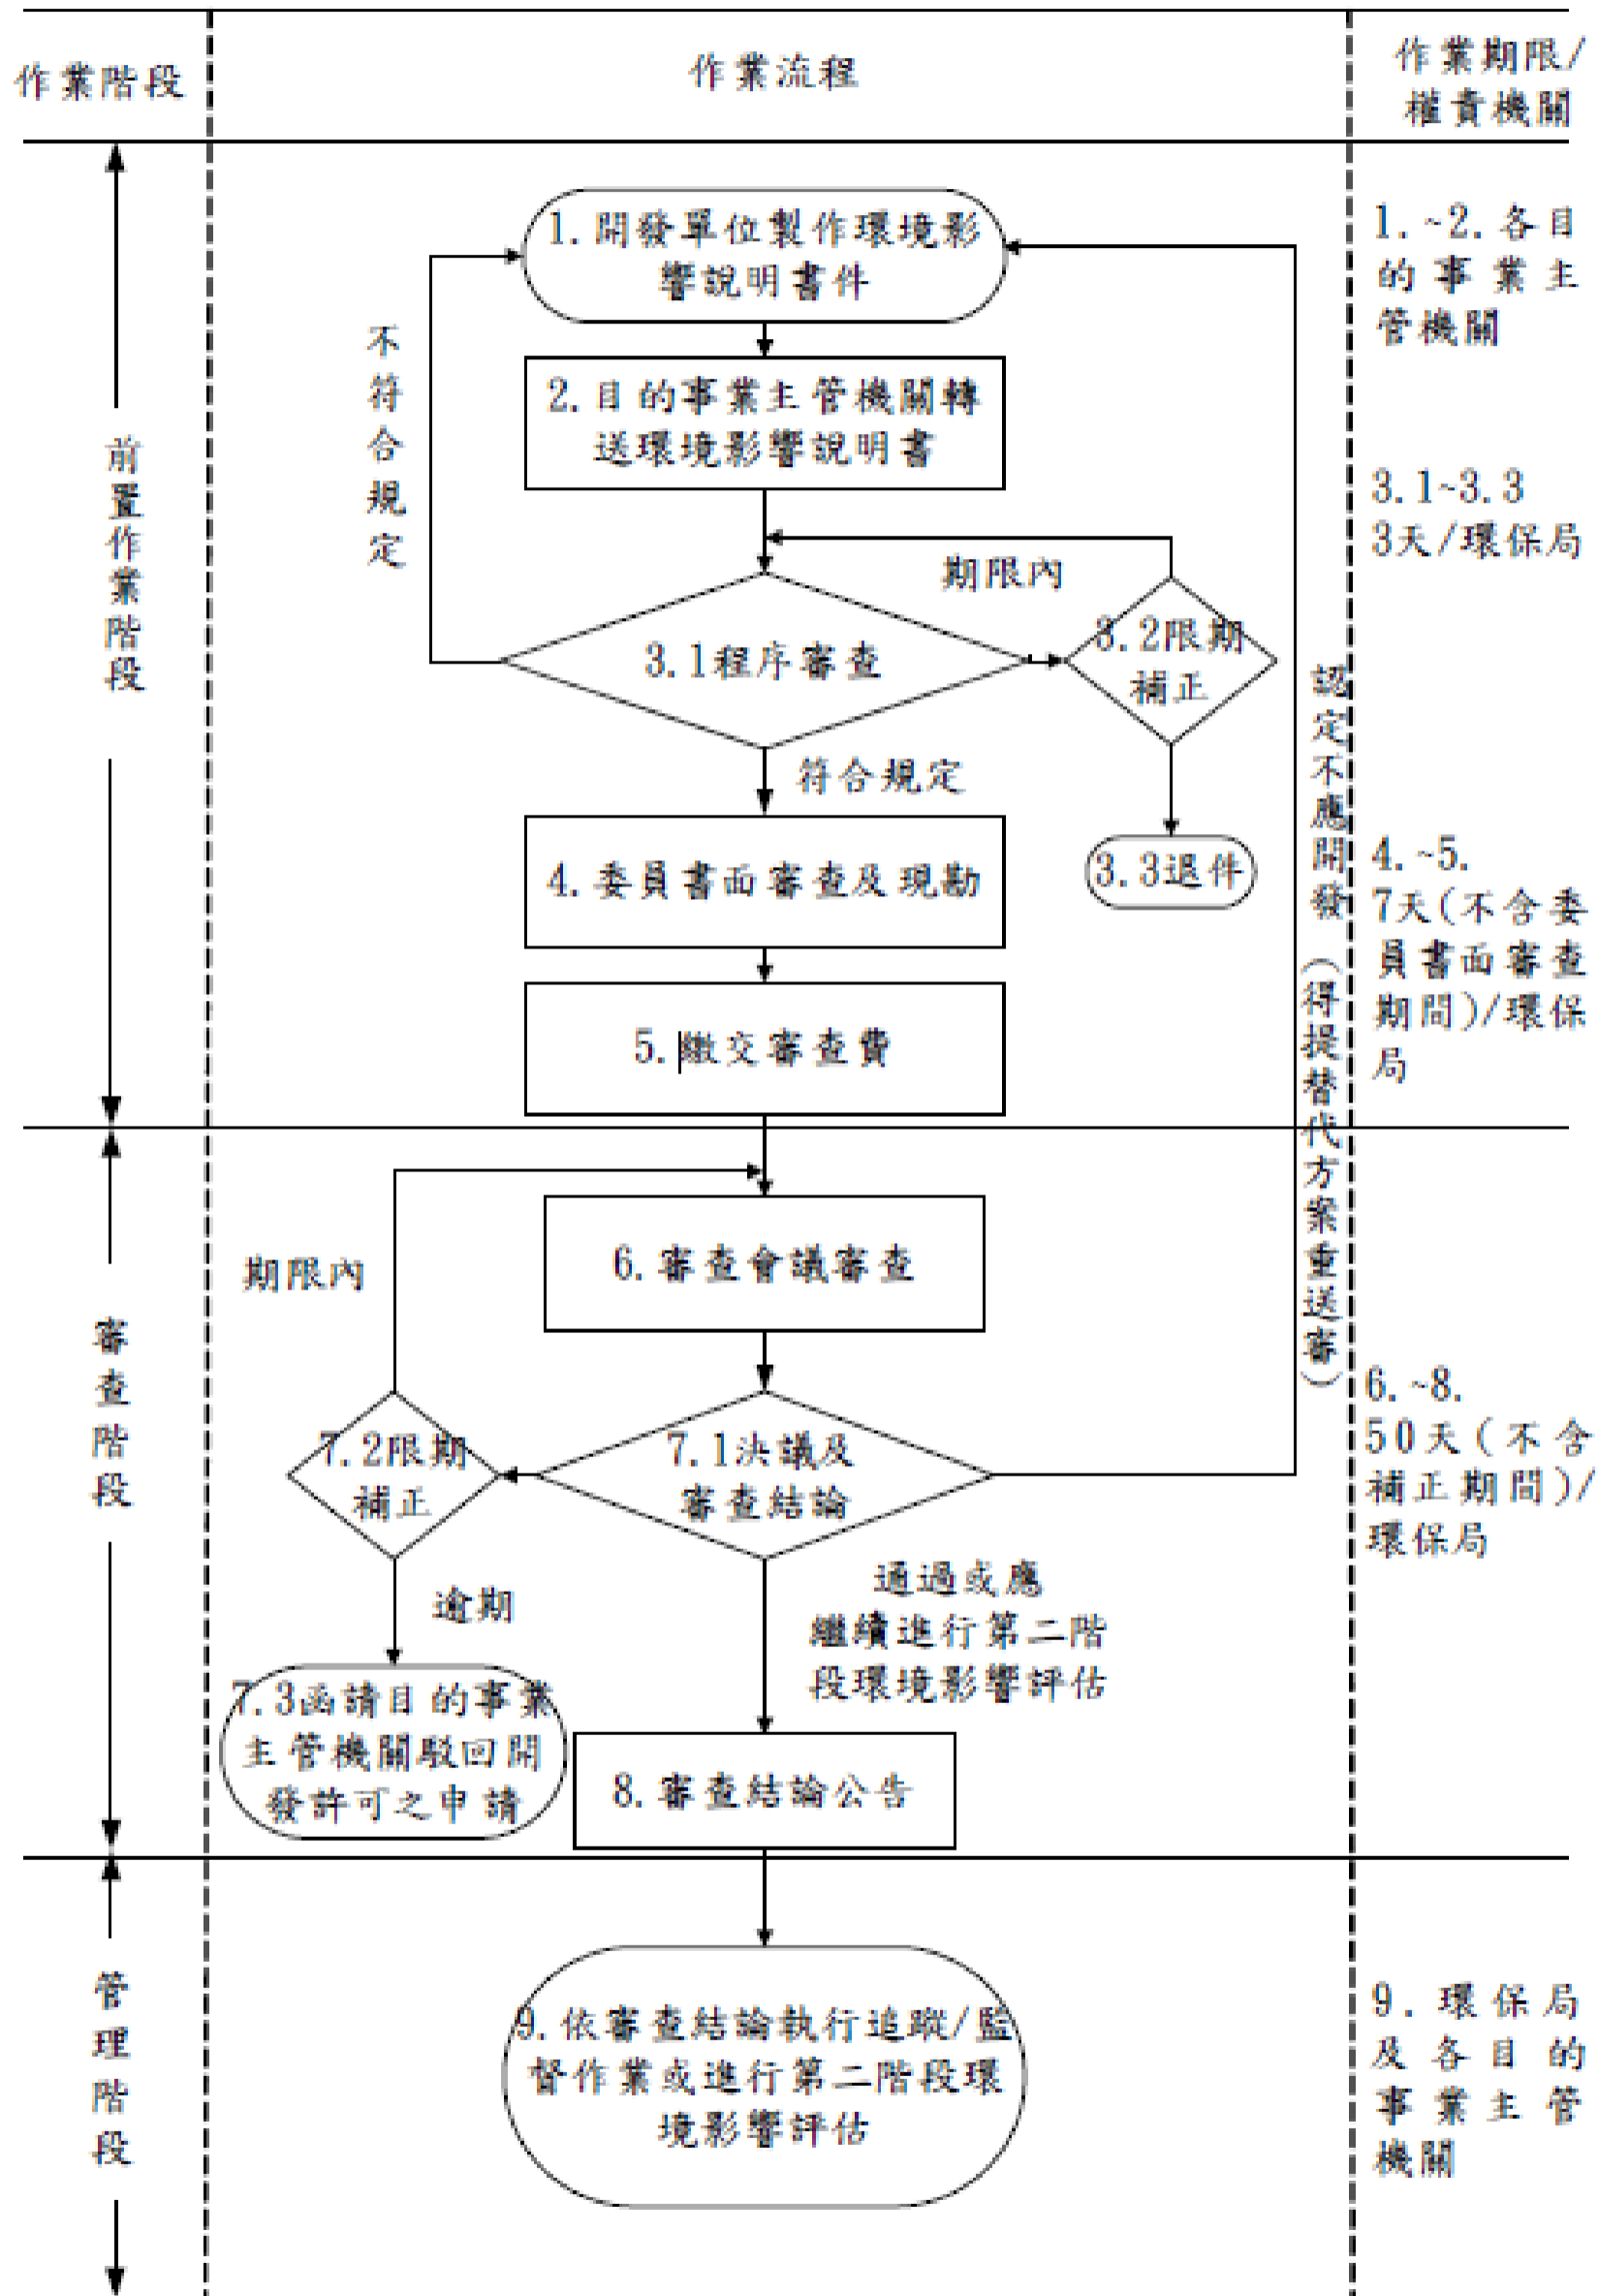 作業階段
作業流程
作業期限/
權責機關
前置作業階段
1.開發單位製作環境影
響說明書件
1.~2.各目
的事業主
管機關
不符合規定
2.目的事業主管機關轉
送環境影響說明書
3.1~3.3
3天/環保局
期限內
3.1程序審查
3.2限期
補正
符合規定
3.3退件
認定不應開發(得提替代方案重送審)
4.委員書面審查及現勘
4.~5.
7天(不含委
員書面審查
期間)/環保
局
5.繳交審查費
審查階段
6.審查會議審查
期限內
7.1決議及
審查結論
7.2限期
補正
6.~8.
50天(不含
補正期間)/
環保局
逾期
通過或應
繼續進行第二階
段環境影響評估
7.3函請目的事業
主管機關駁回開
發許可之申請
8.審查結論公告
管理階段
9.依審查結論執行追蹤/監
督作業或進行第二階段環
境影響評估
9.環保局
及各目的
事業主管
機關